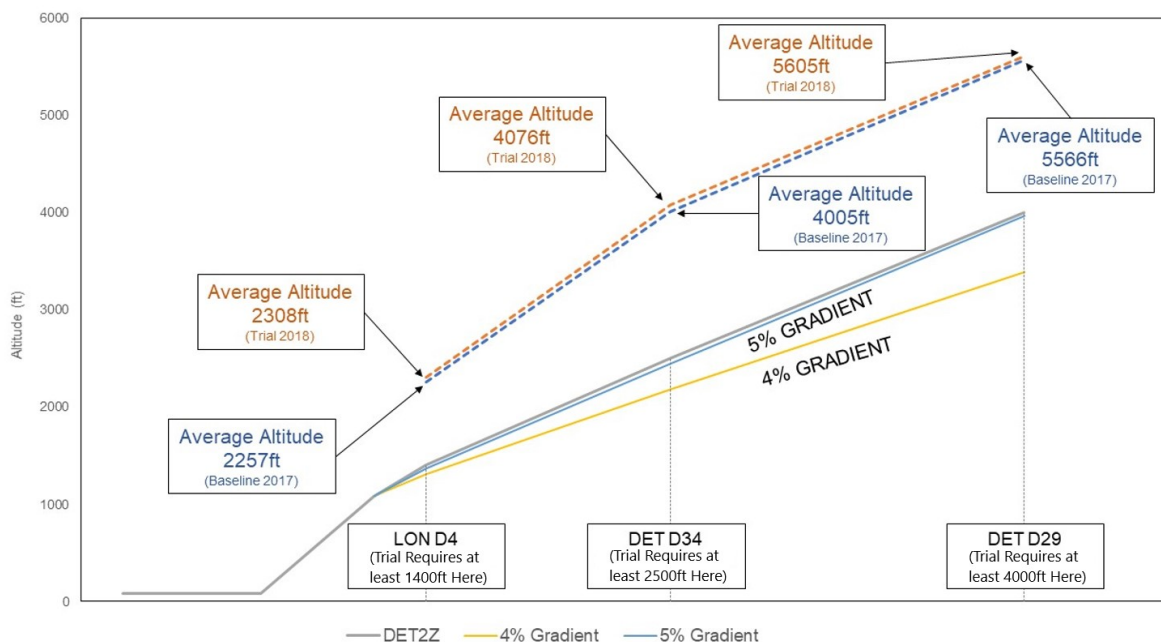 6000
5000
4000
3000
2000
1000
0
Altitude (ft)
Average Altitude
5605ft
(Trial 2018)
Average Altitude
4076ft
(Trial 2018)
Average Altitude
5566ft
(Baseline 2017)
Average Altitude
4005ft
(Baseline 2017)
Average Altitude
2308ft
(Trial 2018)
5% GRADIENT
4% GRADIENT
Average Altitude
2257ft
(Baseline 2017)
LON D4
(Trial Requires at
least 1400ft Here)
DET D34
(Trial Requires at
least 2500ft Here)
DET D29
(Trial Requires at
least 4000ft Here)
DET2Z
4% Gradient
5% Gradient